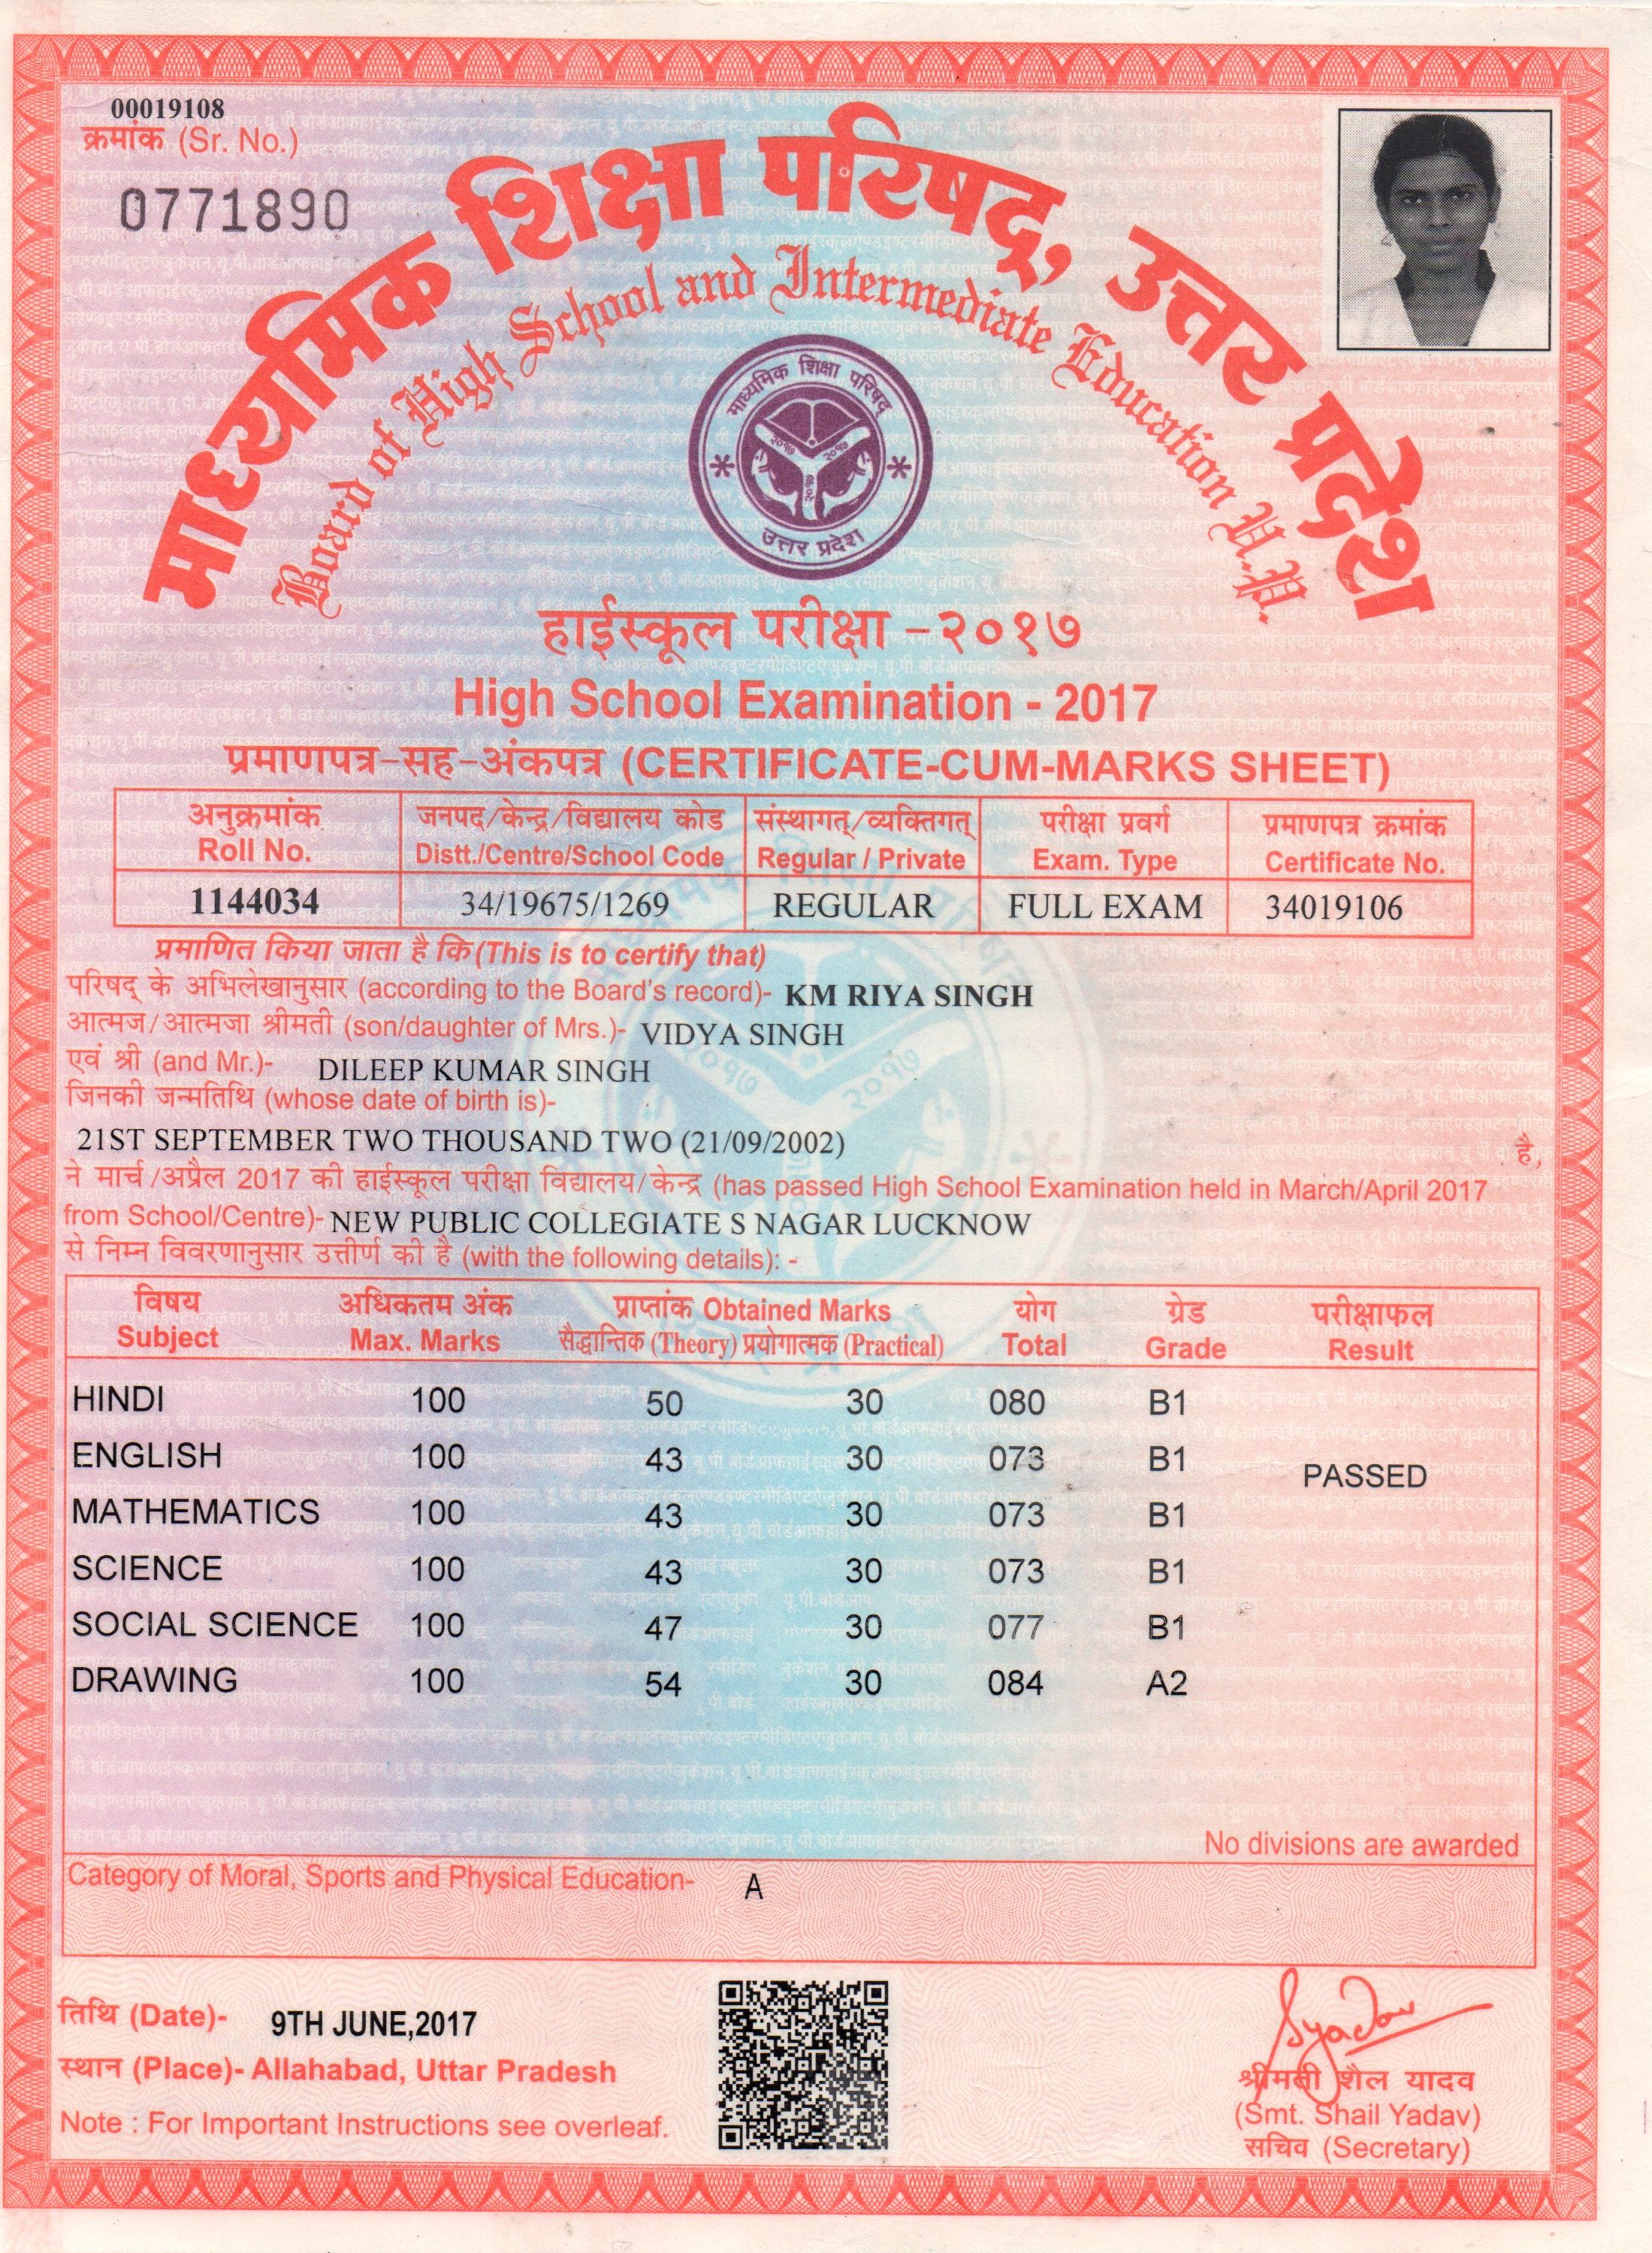 00019108
क्रमांक (Sr. No.)
0771890
माध्यमिक शिक्षा परिषद्, उत्तर प्रदेश
Board of High School and Intermediate Education U.P.
माध्यमिक शिक्षा परिषद्
२०१७ २०१७
२०१७
उत्तर प्रदेश
हाईस्कूल परीक्षा -२०१७
High School Examination - 2017
प्रमाणपत्र-सह-अंकपत्र (CERTIFICATE-CUM-MARKS SHEET)
अनुक्रमांक जनपद/केन्द्र/विद्यालय कोड संस्थागत्/व्यक्तिगत् परीक्षा प्रवर्ग प्रमाणपत्र क्रमांक
Roll No. Distt./Centre/School Code Regular / Private Exam. Type Certificate No.
1144034 34/19675/1269 REGULAR FULL EXAM 34019106
प्रमाणित किया जाता है कि (This is to certify that)
परिषद् के अभिलेखानुसार (according to the Board's record)- KM RIYA SINGH
आत्मज/आत्मजा श्रीमती (son/daughter of Mrs.)- VIDYA SINGH
एवं श्री (and Mr.)- DILEEP KUMAR SINGH
जिनकी जन्मतिथि (whose date of birth is)-
21ST SEPTEMBER TWO THOUSAND TWO (21/09/2002) है,
ने मार्च/अप्रैल 2017 की हाईस्कूल परीक्षा विद्यालय/केन्द्र (has passed High School Examination held in March/April 2017
from School/Centre)- NEW PUBLIC COLLEGIATE S NAGAR LUCKNOW
से निम्न विवरणानुसार उत्तीर्ण की है (with the following details): -
विषय अधिकतम अंक प्राप्तांक Obtained Marks योग ग्रेड परीक्षाफल
Subject Max. Marks सैद्धान्तिक (Theory) प्रयोगात्मक (Practical) Total Grade Result
HINDI 100 50 30 080 B1
ENGLISH 100 43 30 073 B1
PASSED
MATHEMATICS 100 43 30 073 B1
SCIENCE 100 43 30 073 B1
SOCIAL SCIENCE 100 47 30 077 B1
DRAWING 100 54 30 084 A2
No divisions are awarded
Category of Moral, Sports and Physical Education- A
तिथि (Date)- 9TH JUNE,2017
स्थान (Place)- Allahabad, Uttar Pradesh
Note : For Important Instructions see overleaf.
Syadav
श्रीमती शैल यादव
(Smt. Shail Yadav)
सचिव (Secretary)